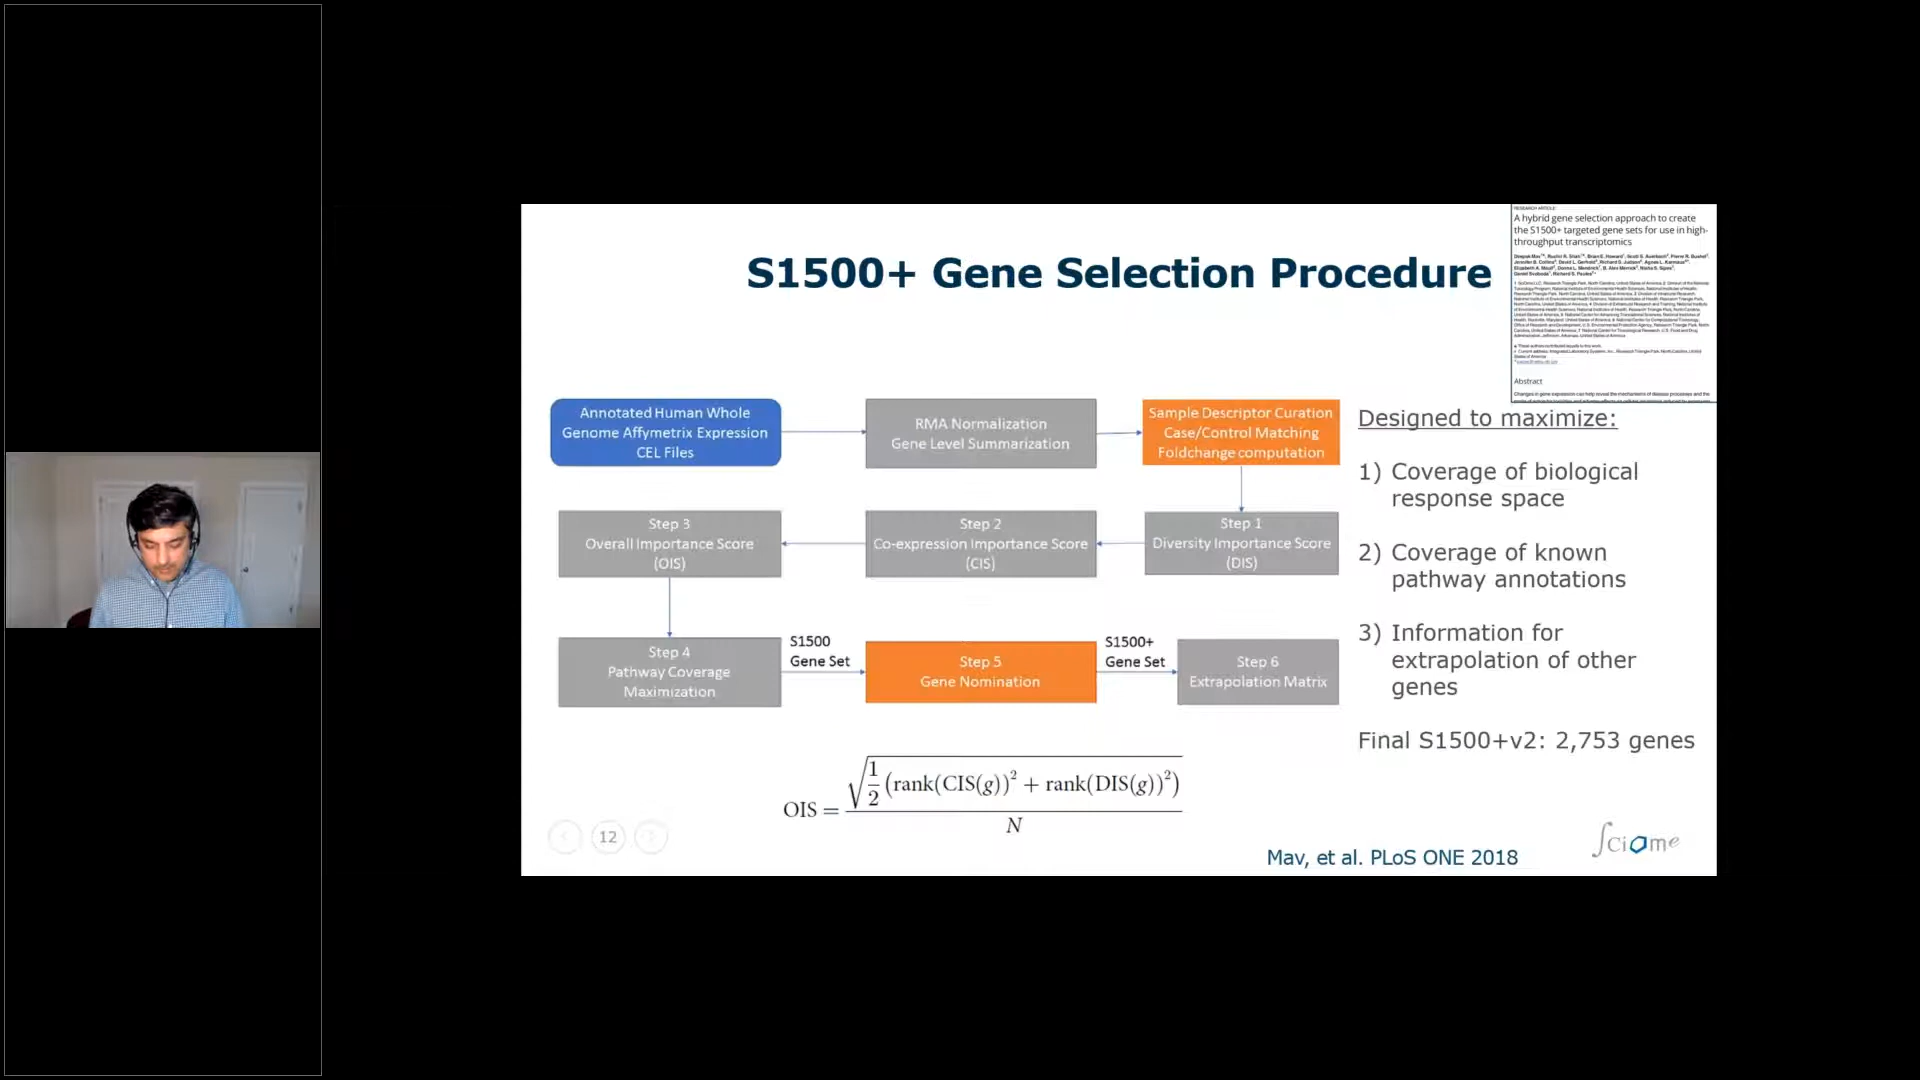 RESEARCH ARTICLE
A hybrid gene selection approach to create
the S1500+ targeted gene sets for use in high-
throughput transcriptomics
Abstract
S1500+ Gene Selection Procedure
Annotated Human Whole
Genome Affymetrix Expression
CEL Files
RMA Normalization
Gene Level Summarization
Sample Descriptor Curation
Case/Control Matching
Foldchange computation
Step 3
Overall Importance Score
(OIS)
Step 2
Co-expression Importance Score
(CIS)
Step 1
Diversity Importance Score
(DIS)
Step 4
Pathway Coverage
Maximization
S1500
Gene Set
Step 5
Gene Nomination
S1500+
Gene Set
Step 6
Extrapolation Matrix
Designed to maximize:
1) Coverage of biological
response space
2) Coverage of known
pathway annotations
3) Information for
extrapolation of other
genes
Final S1500+v2: 2,753 genes
OIS = √ 1/2 (rank(CIS(g))² + rank(DIS(g))²)
N
12
Mav, et al. PLoS ONE 2018
Sciome